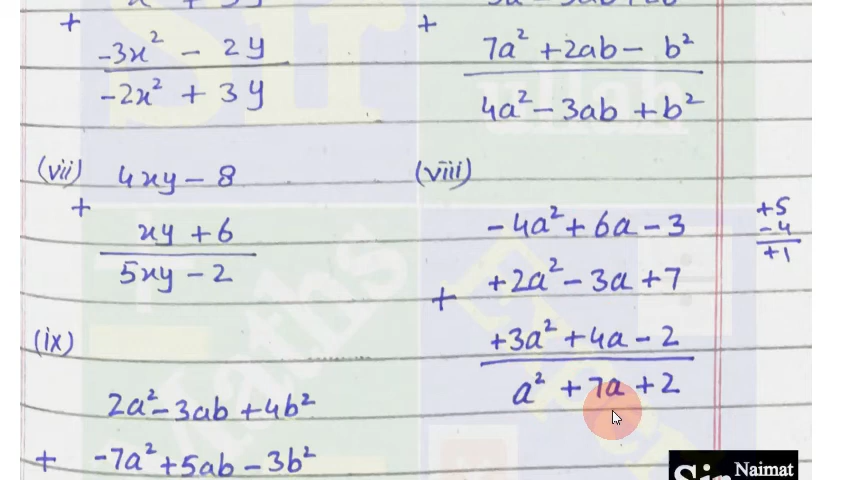 +
-3x² - 2y
-2x² + 3y
+
7a² + 2ab - b²
4a² - 3ab + b²
(vii) 4xy - 8
+
xy + 6
5xy - 2
(viii)
-4a² + 6a - 3
+2a² - 3a + 7
+
+3a² + 4a - 2
a² + 7a + 2
+5
-4
+1
(ix)
2a² - 3ab + 4b²
+ -7a² + 5ab - 3b²
Sir Naimat